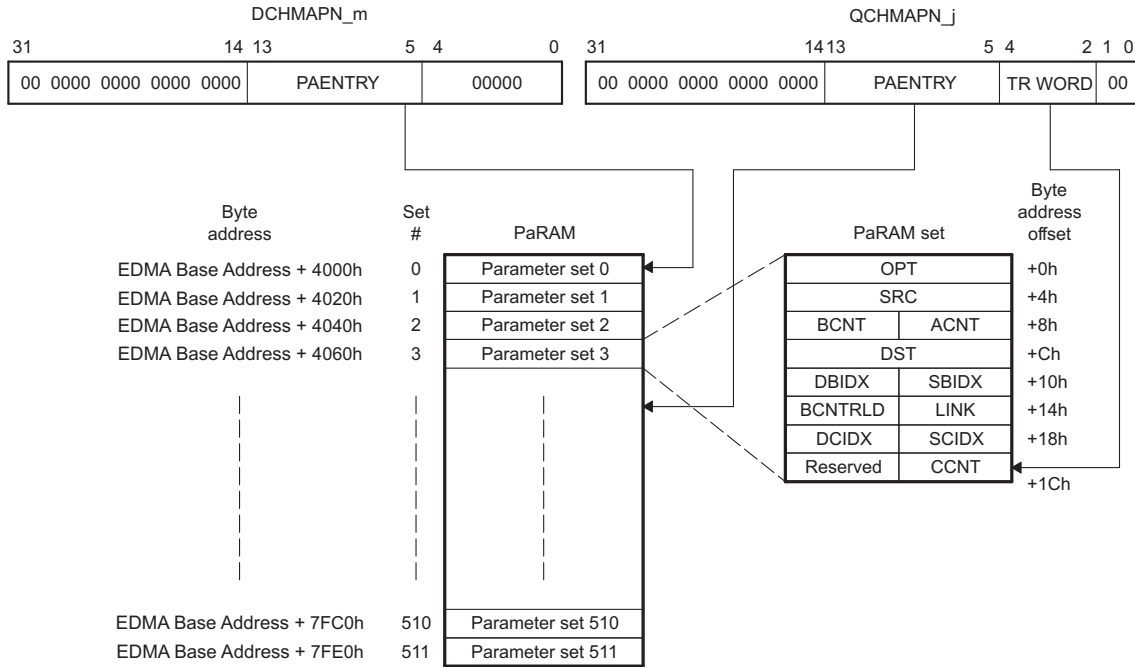 DCHMAPN_m QCHMAPN_j
31 14 13 5 4 0 31 14 13 5 4 2 1 0
00 0000 0000 0000 0000 PAENTRY 00000 00 0000 0000 0000 0000 PAENTRY TR WORD 00
Byte address Set # PaRAM PaRAM set Byte address offset
EDMA Base Address + 4000h 0 Parameter set 0 OPT +0h
EDMA Base Address + 4020h 1 Parameter set 1 SRC +4h
EDMA Base Address + 4040h 2 Parameter set 2 BCNT ACNT +8h
EDMA Base Address + 4060h 3 Parameter set 3 DST +Ch
DBIDX SBIDX +10h
BCNTRLD LINK +14h
DCIDX SCIDX +18h
Reserved CCNT +1Ch
EDMA Base Address + 7FC0h 510 Parameter set 510
EDMA Base Address + 7FE0h 511 Parameter set 511